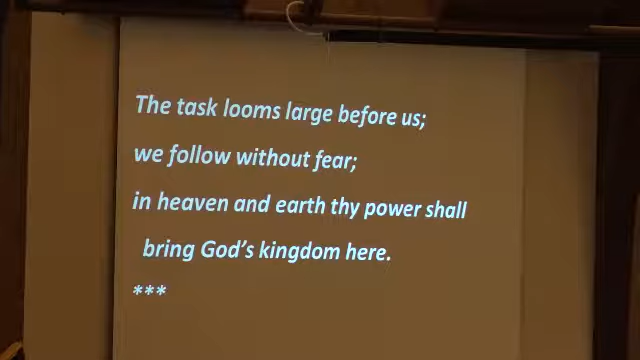 The task looms large before us;
we follow without fear;
in heaven and earth thy power shall
bring God's kingdom here.
***